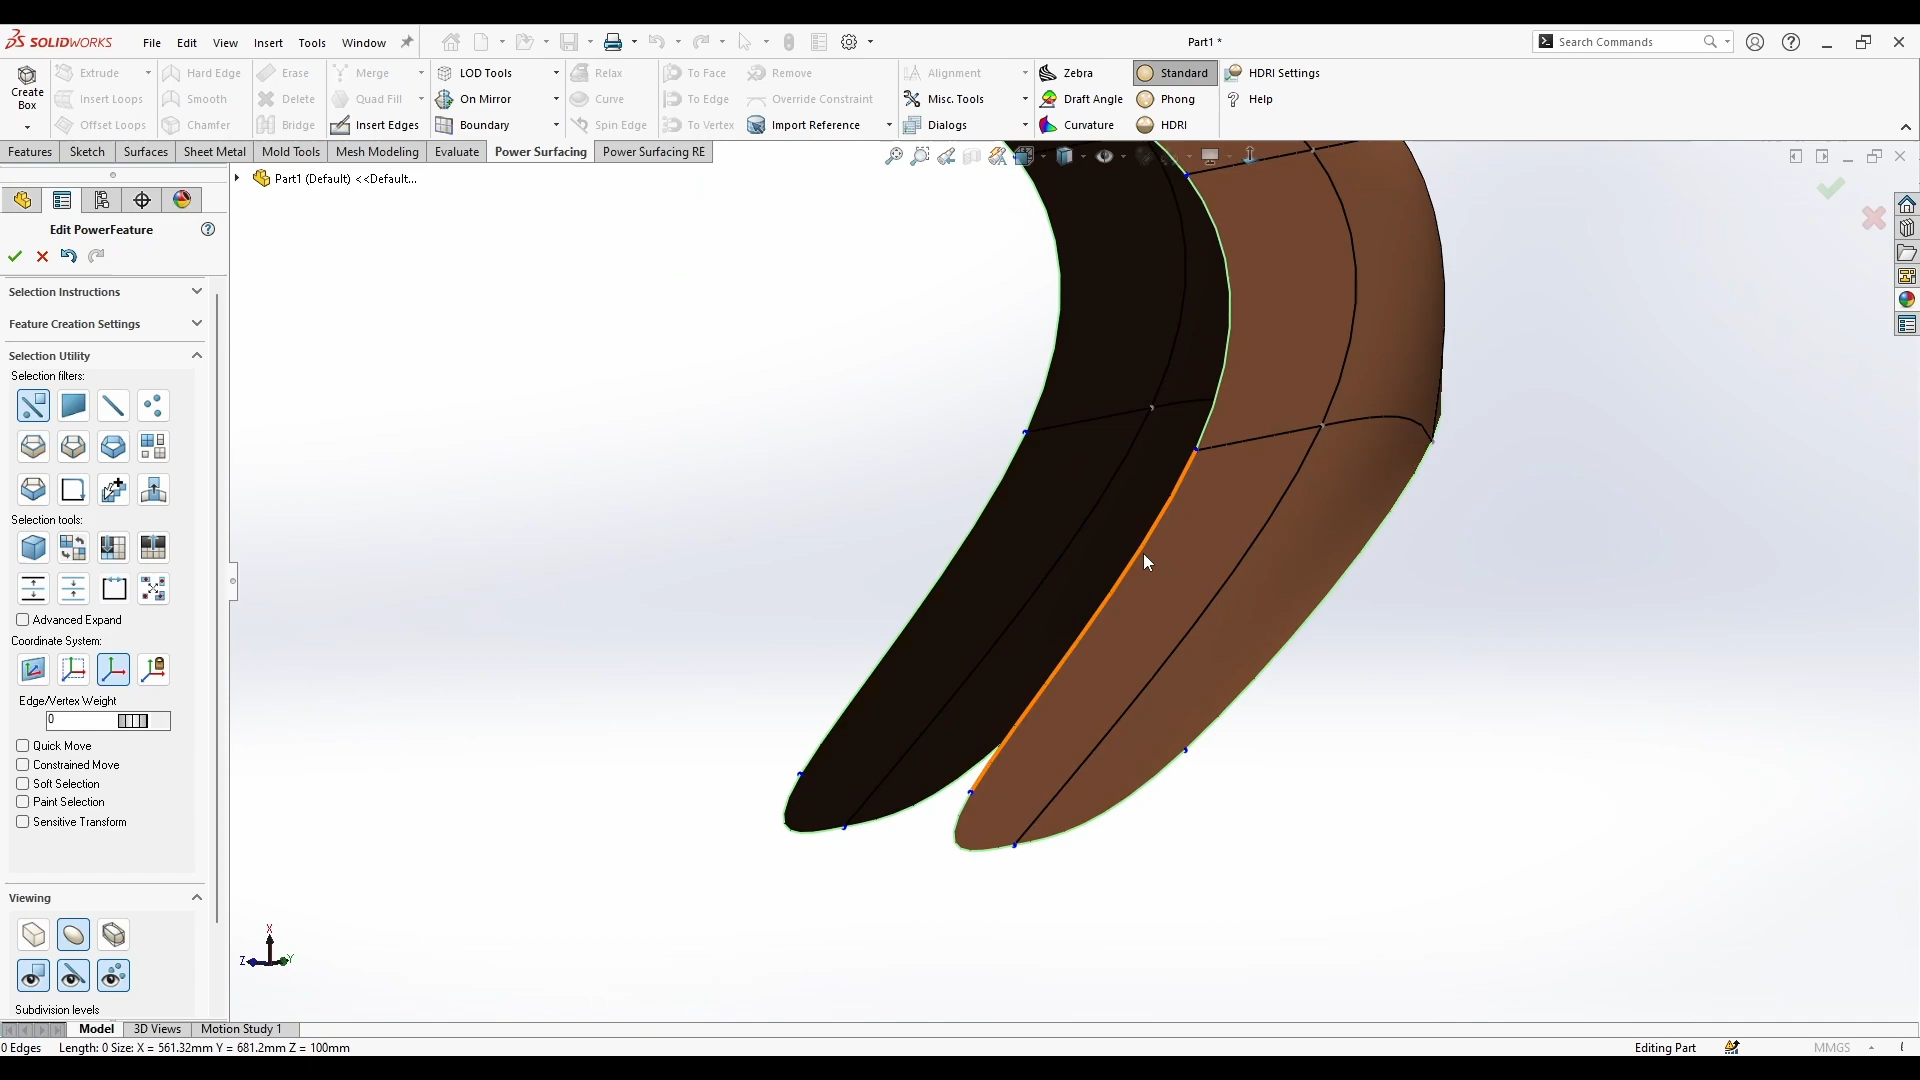 SOLIDWORKS File Edit View Insert Tools Window Part1 * Search Commands
Extrude Hard Edge Erase Merge LOD Tools Relax To Face Remove Alignment Zebra Standard HDRI Settings
Create Box Insert Loops Smooth Delete Quad Fill On Mirror Curve To Edge Override Constraint Misc. Tools Draft Angle Phong Help
Offset Loops Chamfer Bridge Insert Edges Boundary Spin Edge To Vertex Import Reference Dialogs Curvature HDRI
Features Sketch Surfaces Sheet Metal Mold Tools Mesh Modeling Evaluate Power Surfacing Power Surfacing RE
Part1 (Default) <<Default...
Edit PowerFeature
Selection Instructions
Feature Creation Settings
Selection Utility
Selection filters:
Selection tools:
Advanced Expand
Coordinate System:
Edge/Vertex Weight
0
Quick Move
Constrained Move
Soft Selection
Paint Selection
Sensitive Transform
Viewing
X
Z Y
Subdivision levels
Model 3D Views Motion Study 1
0 Edges Length: 0 Size: X = 561.32mm Y = 681.2mm Z = 100mm Editing Part MMGS